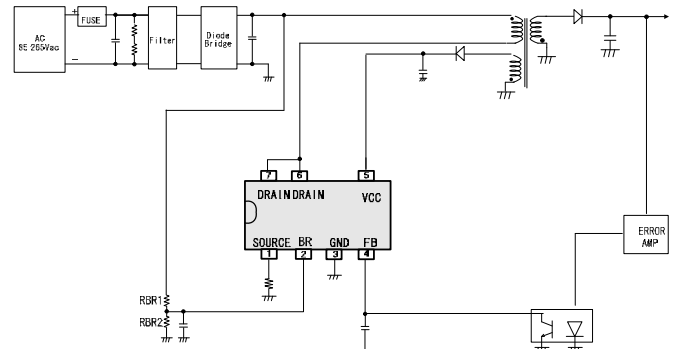 AC
85 265Vac
+
−
FUSE
Filter
Diode
Bridge
7
6
5
DRAIN DRAIN
VCC
SOURCE BR GND FB
1
2
3
4
ERROR
AMP
RBR1
RBR2